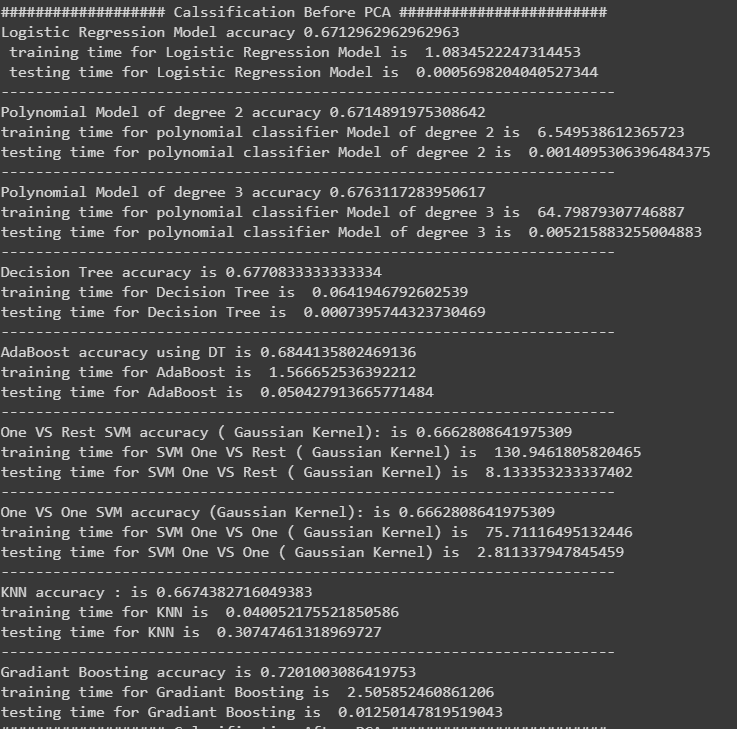 ################### Calssification Before PCA ########################
Logistic Regression Model accuracy 0.6712962962962963
training time for Logistic Regression Model is 1.0834522247314453
testing time for Logistic Regression Model is 0.0005698204040527344
-----------------------------------------------------------------------
Polynomial Model of degree 2 accuracy 0.6714891975308642
training time for polynomial classifier Model of degree 2 is 6.549538612365723
testing time for polynomial classifier Model of degree 2 is 0.0014095306396484375
-----------------------------------------------------------------------
Polynomial Model of degree 3 accuracy 0.6763117283950617
training time for polynomial classifier Model of degree 3 is 64.79879307746887
testing time for polynomial classifier Model of degree 3 is 0.005215883255004883
-----------------------------------------------------------------------
Decision Tree accuracy is 0.6770833333333334
training time for Decision Tree is 0.0641946792602539
testing time for Decision Tree is 0.0007395744323730469
-----------------------------------------------------------------------
AdaBoost accuracy using DT is 0.6844135802469136
training time for AdaBoost is 1.566652536392212
testing time for AdaBoost is 0.050427913665771484
-----------------------------------------------------------------------
One VS Rest SVM accuracy ( Gaussian Kernel): is 0.6662808641975309
training time for SVM One VS Rest ( Gaussian Kernel) is 130.9461805820465
testing time for SVM One VS Rest ( Gaussian Kernel) is 8.133353233337402
-----------------------------------------------------------------------
One VS One SVM accuracy (Gaussian Kernel): is 0.6662808641975309
training time for SVM One VS One ( Gaussian Kernel) is 75.71116495132446
testing time for SVM One VS One ( Gaussian Kernel) is 2.811337947845459
-----------------------------------------------------------------------
KNN accuracy : is 0.6674382716049383
training time for KNN is 0.040052175521850586
testing time for KNN is 0.30747461318969727
-----------------------------------------------------------------------
Gradiant Boosting accuracy is 0.7201003086419753
training time for Gradiant Boosting is 2.505852460861206
testing time for Gradiant Boosting is 0.01250147819519043